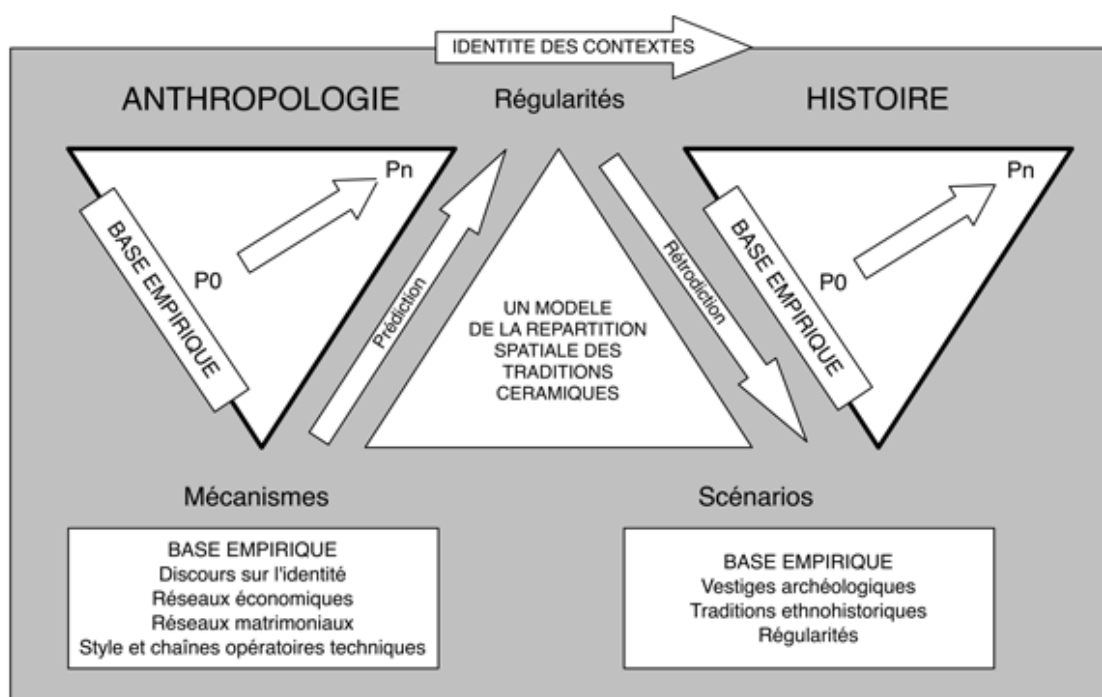 IDENTITE DES CONTEXTES
ANTHROPOLOGIE
Régularités
HISTOIRE
Pn
P0
BASE EMPIRIQUE
Prédiction
UN MODELE
DE LA REPARTITION
SPATIALE DES
TRADITIONS
CERAMIQUES
Rétrodiction
Pn
P0
BASE EMPIRIQUE
Mécanismes
Scénarios
BASE EMPIRIQUE
Discours sur l'identité
Réseaux économiques
Réseaux matrimoniaux
Style et chaînes opératoires techniques
BASE EMPIRIQUE
Vestiges archéologiques
Traditions ethnohistoriques
Régularités